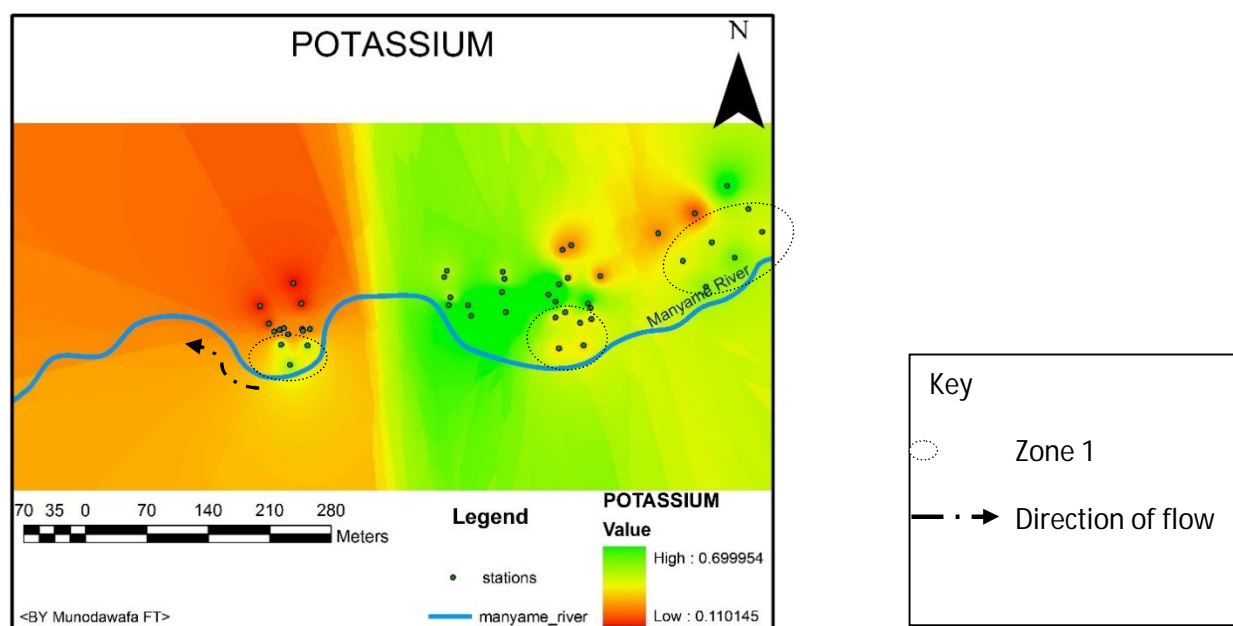 POTASSIUM
N
Manyame River
70 35 0 70 140 210 280
Meters
Legend
stations
manyame_river
POTASSIUM
Value
High : 0.699954
Low : 0.110145
<BY Munodawafa FT>
Key
Zone 1
Direction of flow